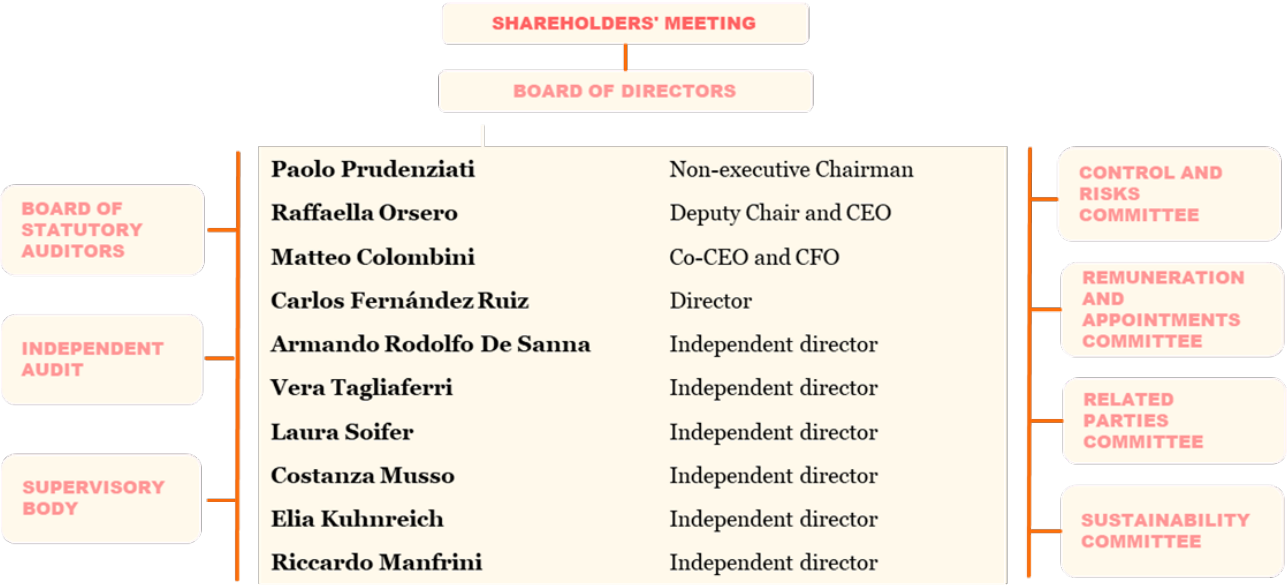 SHAREHOLDERS' MEETING
BOARD OF DIRECTORS
BOARD OF
STATUTORY
AUDITORS
INDEPENDENT
AUDIT
SUPERVISORY
BODY
Paolo Prudenziati Non-executive Chairman
Raffaella Orsero Deputy Chair and CEO
Matteo Colombini Co-CEO and CFO
Carlos Fernández Ruiz Director
Armando Rodolfo De Sanna Independent director
Vera Tagliaferri Independent director
Laura Soifer Independent director
Costanza Musso Independent director
Elia Kuhnreich Independent director
Riccardo Manfrini Independent director
CONTROL AND
RISKS
COMMITTEE
REMUNERATION
AND
APPOINTMENTS
COMMITTEE
RELATED
PARTIES
COMMITTEE
SUSTAINABILITY
COMMITTEE